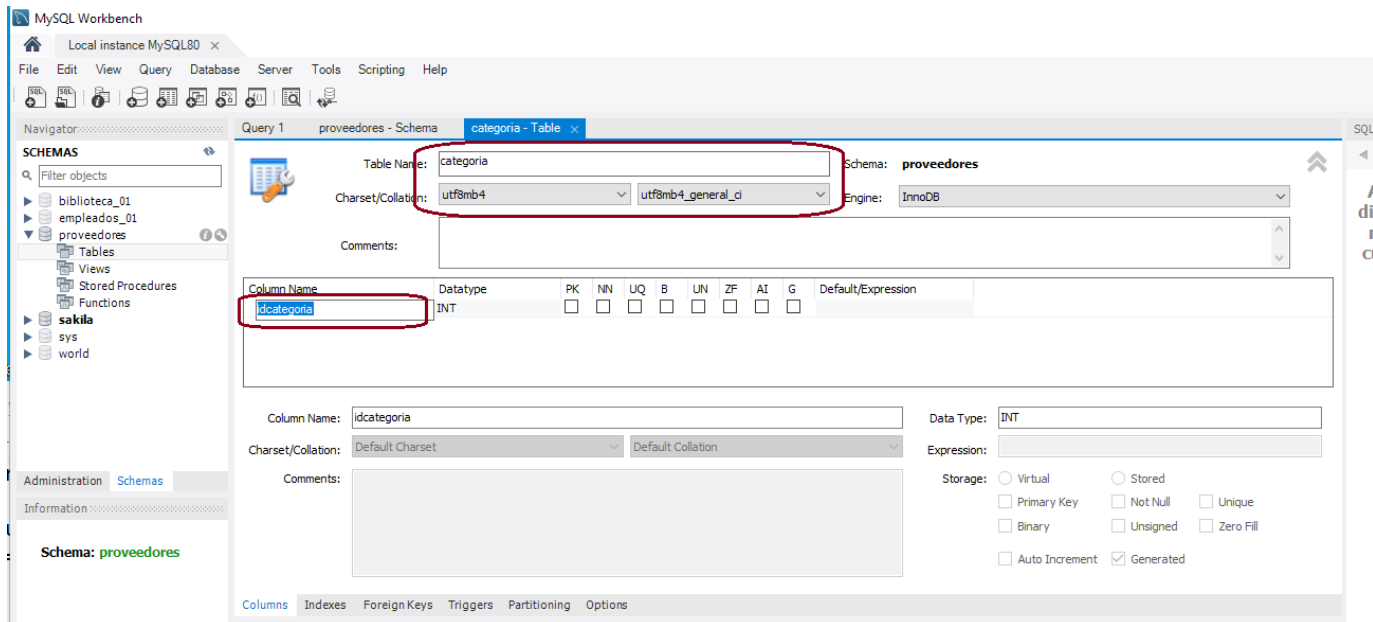 MySQL Workbench
Local instance MySQL80
File Edit View Query Database Server Tools Scripting Help
Navigator
SCHEMAS
Filter objects
biblioteca_01
empleados_01
proveedores
Tables
Views
Stored Procedures
Functions
sakila
sys
world
Administration Schemas
Information
Schema: proveedores
Query 1 proveedores - Schema categoria - Table
Table Name: categoria Schema: proveedores
Charset/Collation: utf8mb4 utf8mb4_general_ci Engine: InnoDB
Comments:
Column Name Datatype PK NN UQ B UN ZF AI G Default/Expression
idcategoria INT
Column Name: idcategoria Data Type: INT
Charset/Collation: Default Charset Default Collation Expression:
Comments: Storage: Virtual Stored
Primary Key Not Null Unique
Binary Unsigned Zero Fill
Auto Increment Generated
Columns Indexes Foreign Keys Triggers Partitioning Options
SQL